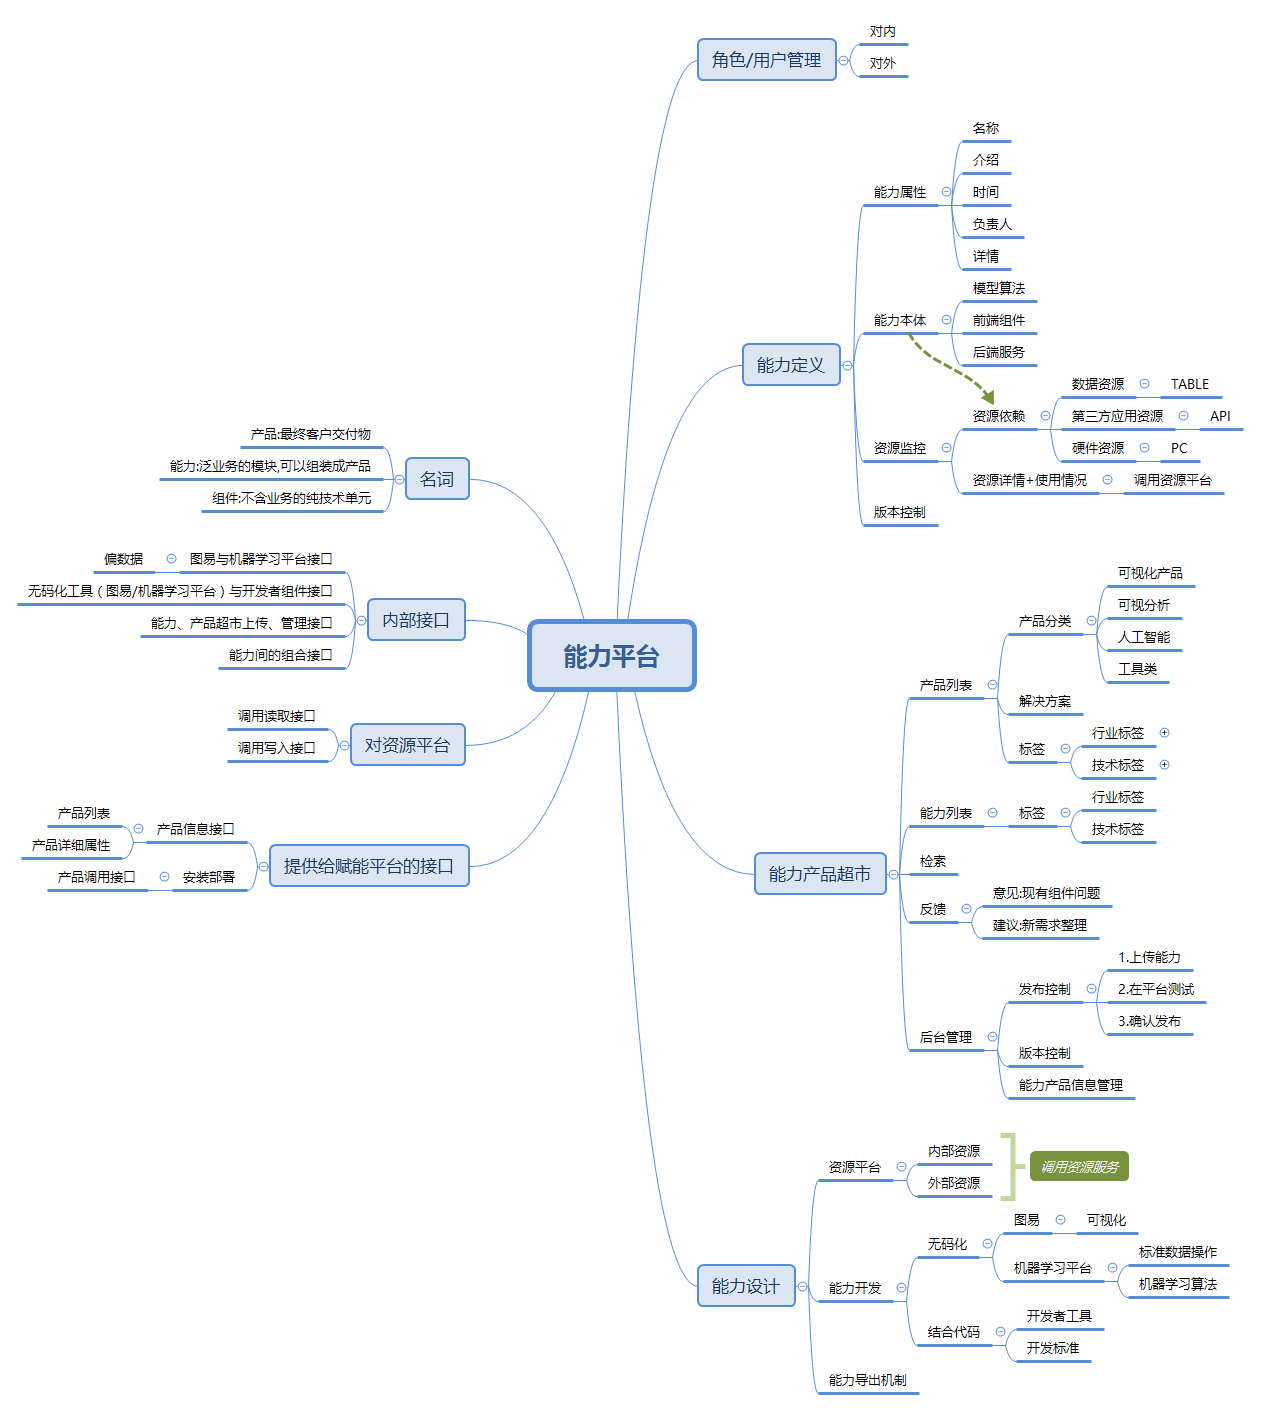 能力平台
角色/用户管理
对内
对外
能力定义
能力属性
名称
介绍
时间
负责人
详情
能力本体
模型算法
前端组件
后端服务
资源监控
资源依赖
数据资源
TABLE
第三方应用资源
API
硬件资源
PC
资源详情+使用情况
调用资源平台
版本控制
能力产品超市
产品列表
产品分类
可视化产品
可视分析
人工智能
工具类
解决方案
标签
行业标签
技术标签
能力列表
标签
行业标签
技术标签
检索
反馈
意见:现有组件问题
建议:新需求整理
后台管理
发布控制
1.上传能力
2.在平台测试
3.确认发布
版本控制
能力产品信息管理
能力设计
资源平台
内部资源
外部资源
调用资源服务
能力开发
无码化
图易
可视化
机器学习平台
标准数据操作
机器学习算法
结合代码
开发者工具
开发标准
能力导出机制
名词
产品:最终客户交付物
能力:泛业务的模块,可以组装成产品
组件:不含业务的纯技术单元
内部接口
图易与机器学习平台接口
偏数据
无码化工具（图易/机器学习平台）与开发者组件接口
能力、产品超市上传、管理接口
能力间的组合接口
对资源平台
调用读取接口
调用写入接口
提供给赋能平台的接口
产品信息接口
产品列表
产品详细属性
安装部署
产品调用接口